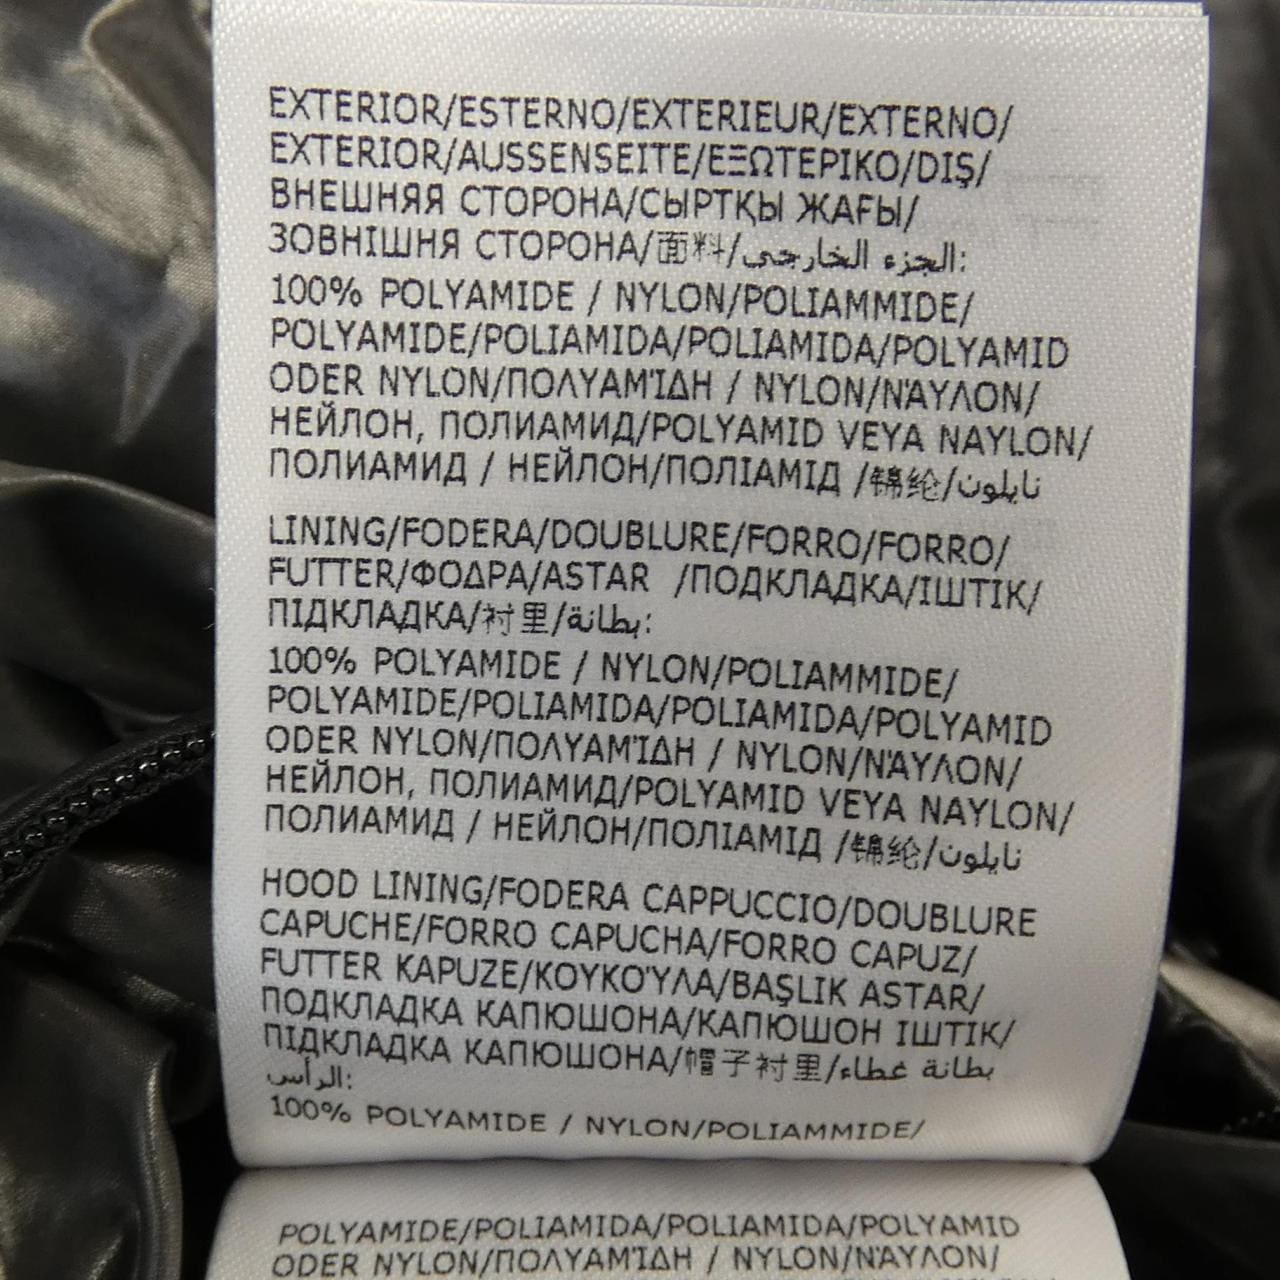 EXTERIOR/ESTERNO/EXTERIEUR/EXTERNO/
EXTERIOR/AUSSENSEITE/ΕΞΩΤΕΡΙΚΟ/DIŞ/
ВНЕШНЯЯ СТОРОНА/СЫРТҚЫ ЖАҒЫ/
ЗОВНІШНЯ СТОРОНА/面料/الجزء الخارجي:
100% POLYAMIDE / NYLON/POLIAMMIDE/
POLYAMIDE/POLIAMIDA/POLIAMIDA/POLYAMID
ODER NYLON/ΠΟΛΥΑΜΊΔΗ / NYLON/ΝΆΥΛΟΝ/
НЕЙЛОН, ПОЛИАМИД/POLYAMID VEYA NAYLON/
ПОЛИАМИД / НЕЙЛОН/ПОЛІАМІД /锦纶/نايلون
LINING/FODERA/DOUBLURE/FORRO/FORRO/
FUTTER/ΦΟΔΡΑ/ASTAR  /ПОДКЛАДКА/ІШТІК/
ПІДКЛАДКА/衬里/بطانة:
100% POLYAMIDE / NYLON/POLIAMMIDE/
POLYAMIDE/POLIAMIDA/POLIAMIDA/POLYAMID
ODER NYLON/ΠΟΛΥΑΜΊΔΗ / NYLON/ΝΆΥΛΟΝ/
НЕЙЛОН, ПОЛИАМИД/POLYAMID VEYA NAYLON/
ПОЛИАМИД / НЕЙЛОН/ПОЛІАМІД /锦纶/نايلون
HOOD LINING/FODERA CAPPUCCIO/DOUBLURE
CAPUCHE/FORRO CAPUCHA/FORRO CAPUZ/
FUTTER KAPUZE/ΚΟΥΚΟΎΛΑ/BAŞLIK ASTAR/
ПОДКЛАДКА КАПЮШОНА/КАПЮШОН ІШТІК/
ПІДКЛАДКА КАПЮШОНА/帽子衬里/بطانة غطاء
الرأس:
100% POLYAMIDE / NYLON/POLIAMMIDE/
POLYAMIDE/POLIAMIDA/POLIAMIDA/POLYAMID
ODER NYLON/ΠΟΛΥΑΜΊΔΗ / NYLON/ΝΆΥΛΟΝ/